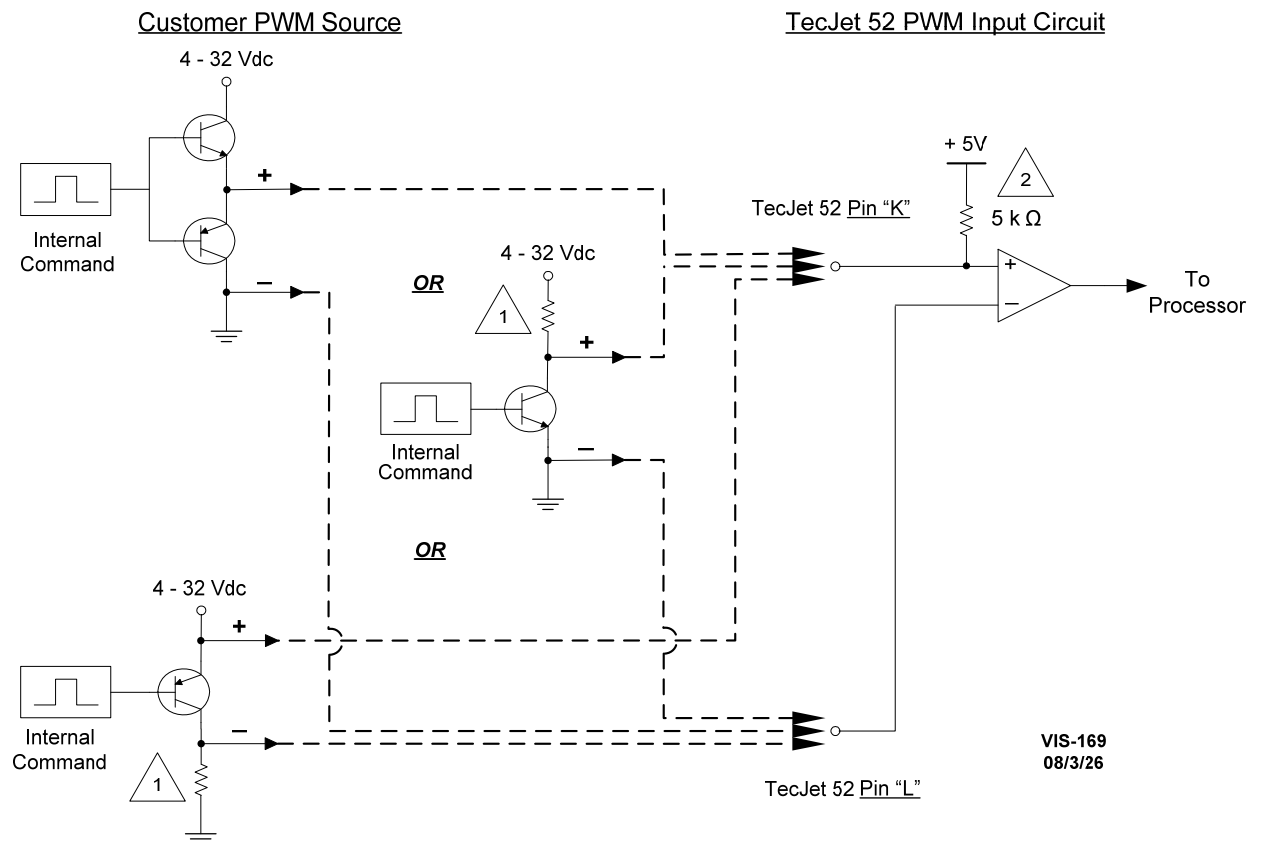 Customer PWM Source
TecJet 52 PWM Input Circuit
4 - 32 Vdc
+
Internal
Command
−
OR
4 - 32 Vdc
1
+
Internal
Command
−
OR
4 - 32 Vdc
+
Internal
Command
−
1
+ 5V
2
5 k Ω
TecJet 52 Pin “K”
+
−
To
Processor
TecJet 52 Pin “L”
VIS-169
08/3/26